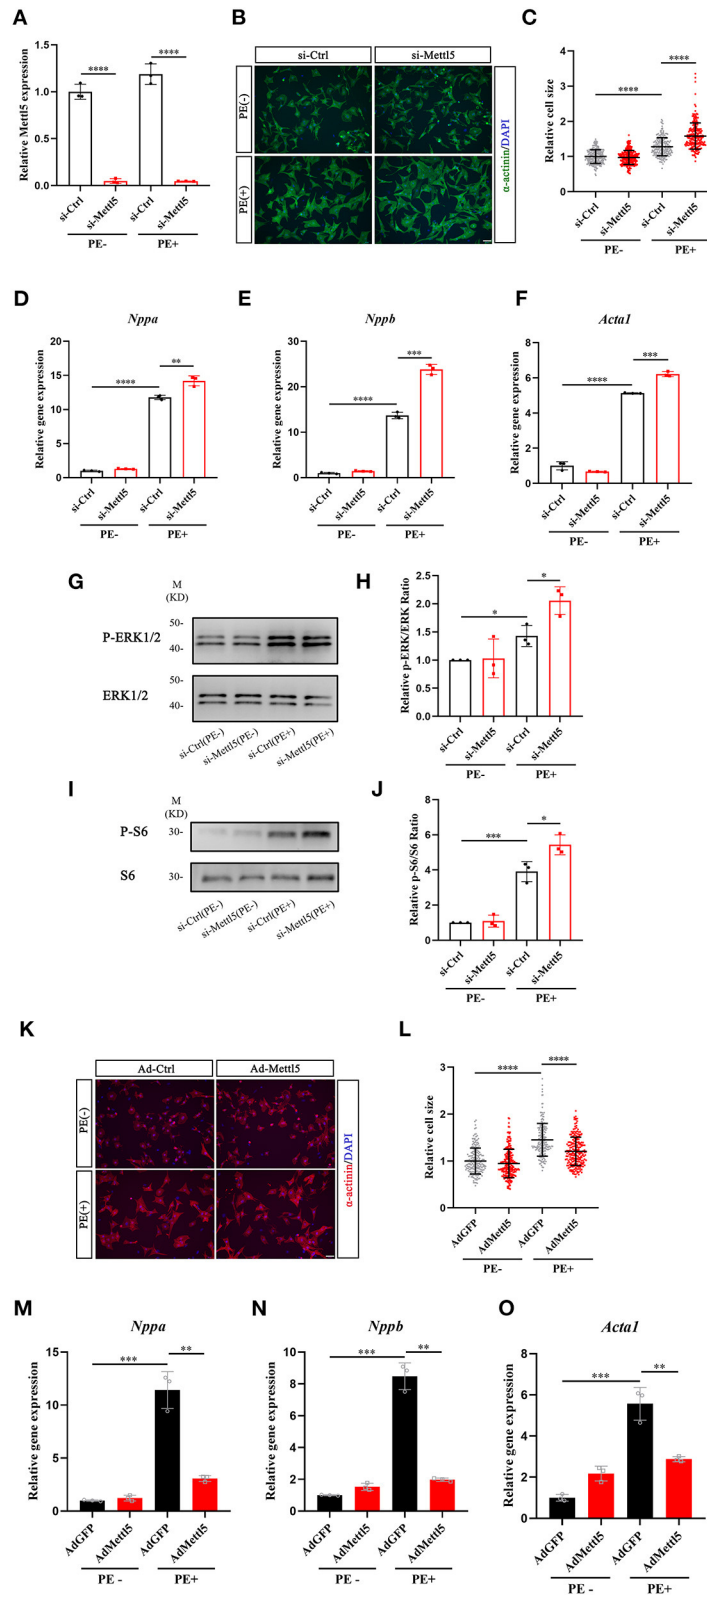 A
Relative Mettl5 expression
1.5
1.0
0.5
0.0
****
****
si-Ctrl
si-Mettl5
si-Ctrl
si-Mettl5
PE-
PE+
B
si-Ctrl
si-Mettl5
PE(-)
PE(+)
α-actinin/DAPI
C
Relative cell size
4
3
2
1
0
****
****
si-Ctrl
si-Mettl5
si-Ctrl
si-Mettl5
PE-
PE+
D
Nppa
Relative gene expression
20
15
10
5
0
****
**
si-Ctrl
si-Mettl5
si-Ctrl
si-Mettl5
PE-
PE+
E
Nppb
Relative gene expression
30
20
10
0
****
***
si-Ctrl
si-Mettl5
si-Ctrl
si-Mettl5
PE-
PE+
F
Acta1
Relative gene expression
8
6
4
2
0
****
***
si-Ctrl
si-Mettl5
si-Ctrl
si-Mettl5
PE-
PE+
G
M
(KD)
P-ERK1/2
50-
40-
ERK1/2
50-
40-
si-Ctrl(PE-)
si-Mettl5(PE-)
si-Ctrl(PE+)
si-Mettl5(PE+)
H
Relative p-ERK/ERK Ratio
2.5
2.0
1.5
1.0
0.5
0.0
*
*
si-Ctrl
si-Mettl5
si-Ctrl
si-Mettl5
PE-
PE+
I
M
(KD)
P-S6
30-
S6
30-
si-Ctrl(PE-)
si-Mettl5(PE-)
si-Ctrl(PE+)
si-Mettl5(PE+)
J
Relative p-S6/S6 Ratio
8
6
4
2
0
***
*
si-Ctrl
si-Mettl5
si-Ctrl
si-Mettl5
PE-
PE+
K
Ad-Ctrl
Ad-Mettl5
PE(-)
PE(+)
α-actinin/DAPI
L
Relative cell size
3
2
1
0
****
****
AdGFP
AdMettl5
AdGFP
AdMettl5
PE-
PE+
M
Nppa
Relative gene expression
15
10
5
0
***
**
AdGFP
AdMettl5
AdGFP
AdMettl5
PE -
PE+
N
Nppb
Relative gene expression
10
8
6
4
2
0
***
**
AdGFP
AdMettl5
AdGFP
AdMettl5
PE -
PE+
O
Acta1
Relative gene expression
8
6
4
2
0
***
**
AdGFP
AdMettl5
AdGFP
AdMettl5
PE -
PE+